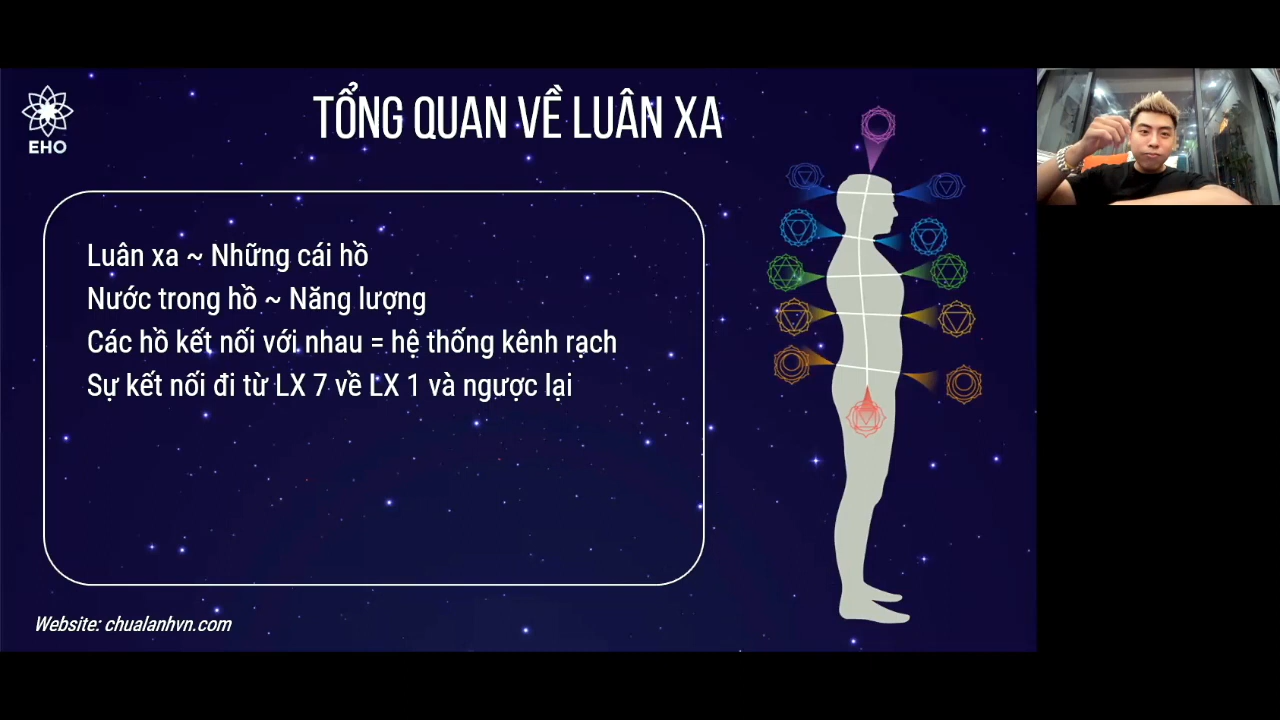 TỔNG QUAN VỀ LUÂN XA
EHO
Luân xa ~ Những cái hồ
Nước trong hồ ~ Năng lượng
Các hồ kết nối với nhau = hệ thống kênh rạch
Sự kết nối đi từ LX 7 về LX 1 và ngược lại
Website: chualanhvn.com